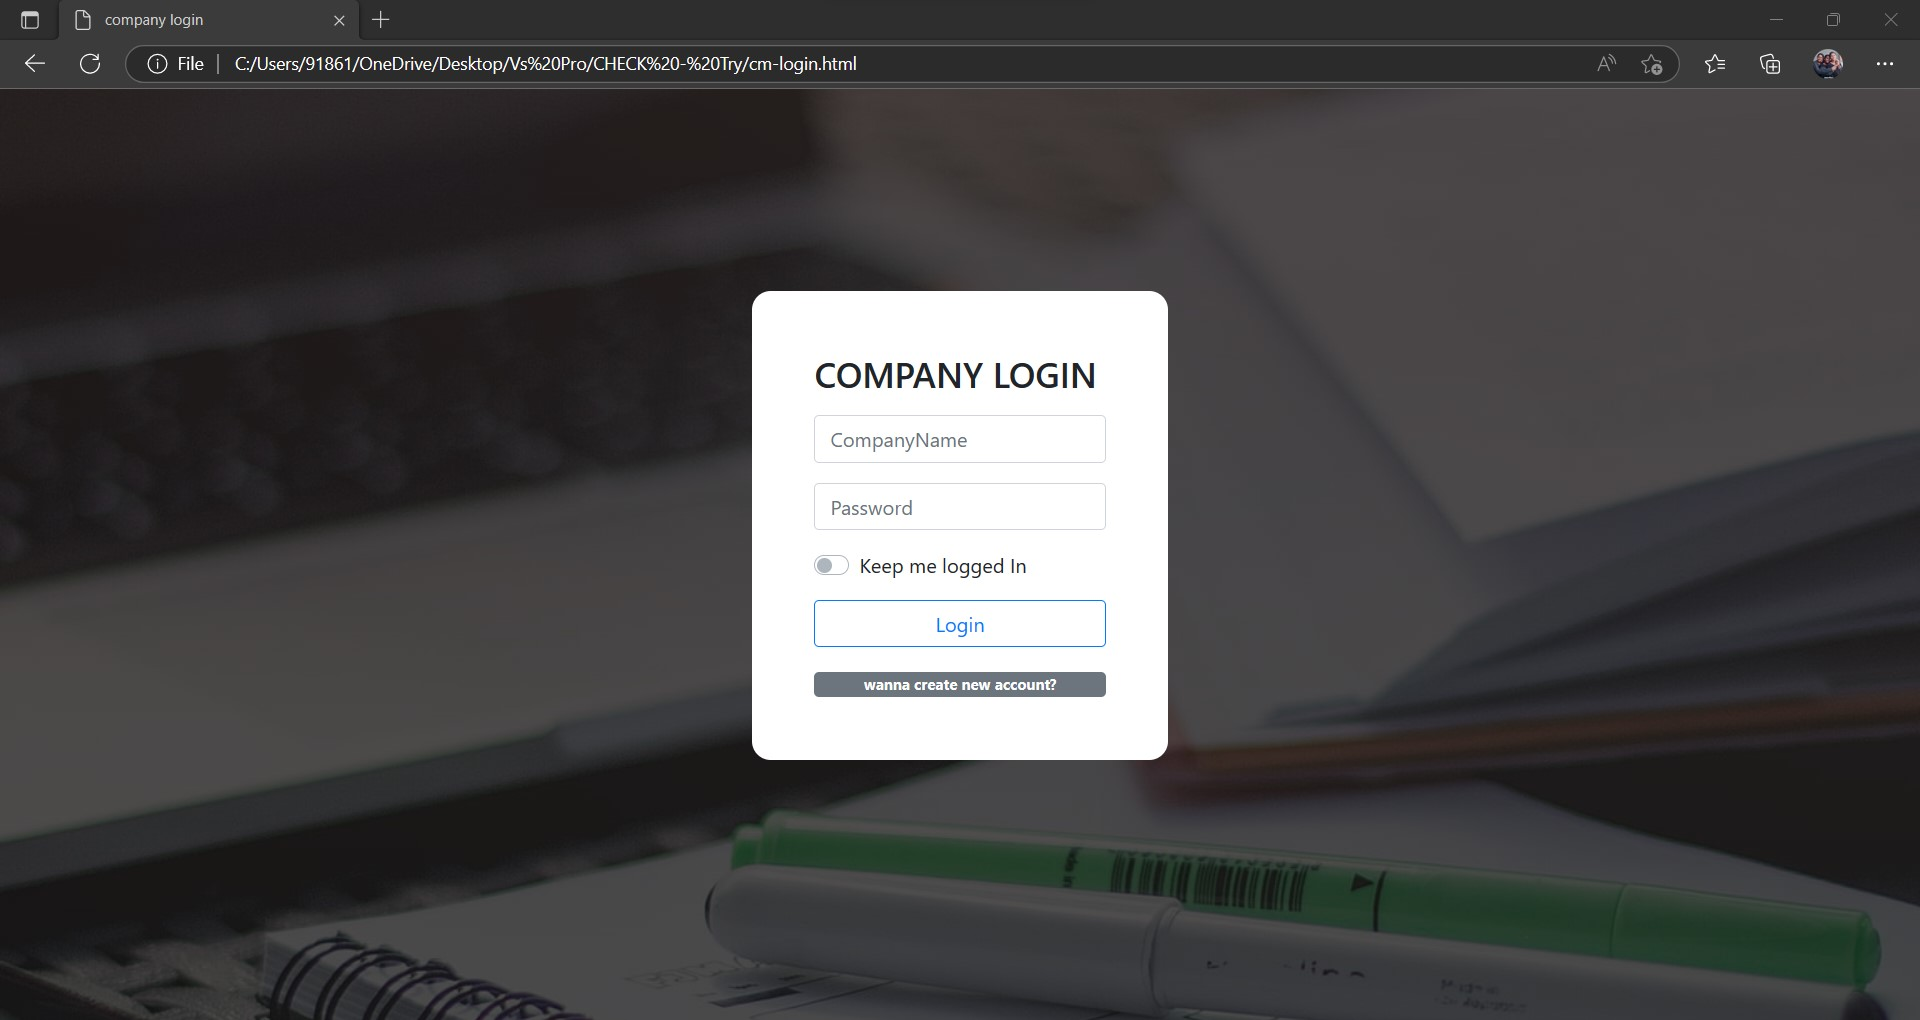 company login
File
C:/Users/91861/OneDrive/Desktop/Vs%20Pro/CHECK%20-%20Try/cm-login.html
COMPANY LOGIN
CompanyName
Password
Keep me logged In
Login
wanna create new account?